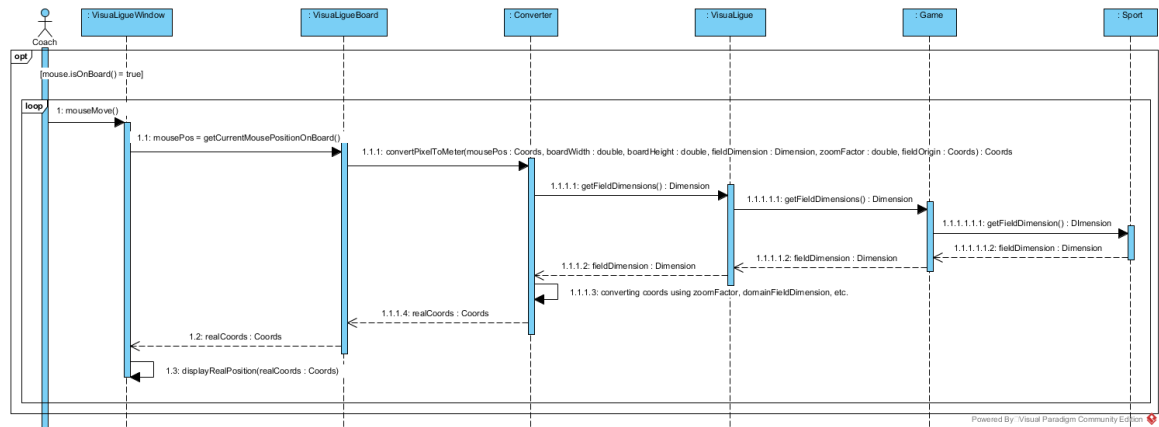 : VisuaLigueWindow
: VisuaLigueBoard
: Converter
: VisuaLigue
: Game
: Sport
Coach
opt
[mouse.isOnBoard() = true]
loop
1: mouseMove()
1.1: mousePos = getCurrentMousePositionOnBoard()
1.1.1: convertPixelToMeter(mousePos : Coords, boardWidth : double, boardHeight : double, fieldDimension : Dimension, zoomFactor : double, fieldOrigin : Coords) : Coords
1.1.1.1: getFieldDimensions() : Dimension
1.1.1.1.1: getFieldDimensions() : Dimension
1.1.1.1.1.1: getFieldDimension() : DImension
1.1.1.1.1.2: fieldDimension : Dimension
1.1.1.1.2: fieldDimension : Dimension
1.1.1.2: fieldDimension : Dimension
1.1.1.3: converting coords using zoomFactor, domainFieldDimension, etc.
1.1.1.4: realCoords : Coords
1.2: realCoords : Coords
1.3: displayRealPosition(realCoords : Coords)
Powered By Visual Paradigm Community Edition